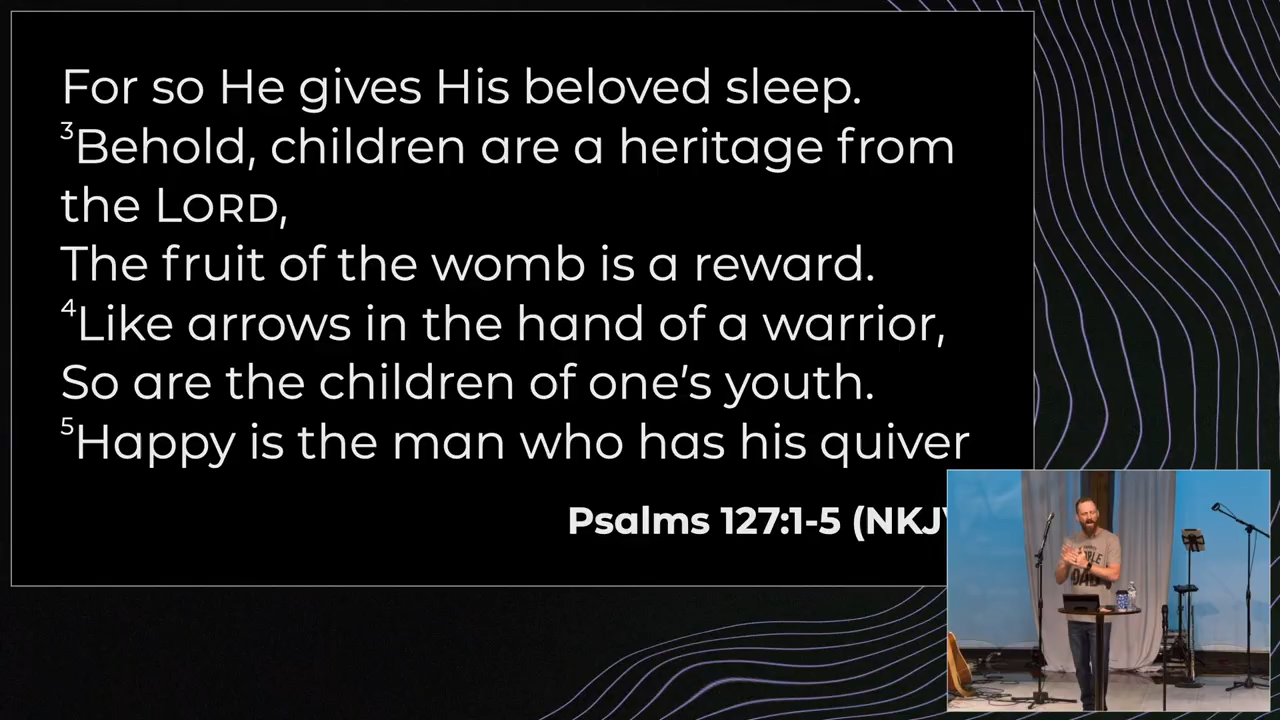 For so He gives His beloved sleep.
³Behold, children are a heritage from
the LORD,
The fruit of the womb is a reward.
⁴Like arrows in the hand of a warrior,
So are the children of one’s youth.
⁵Happy is the man who has his quiver
Psalms 127:1-5 (NKJ
DAD